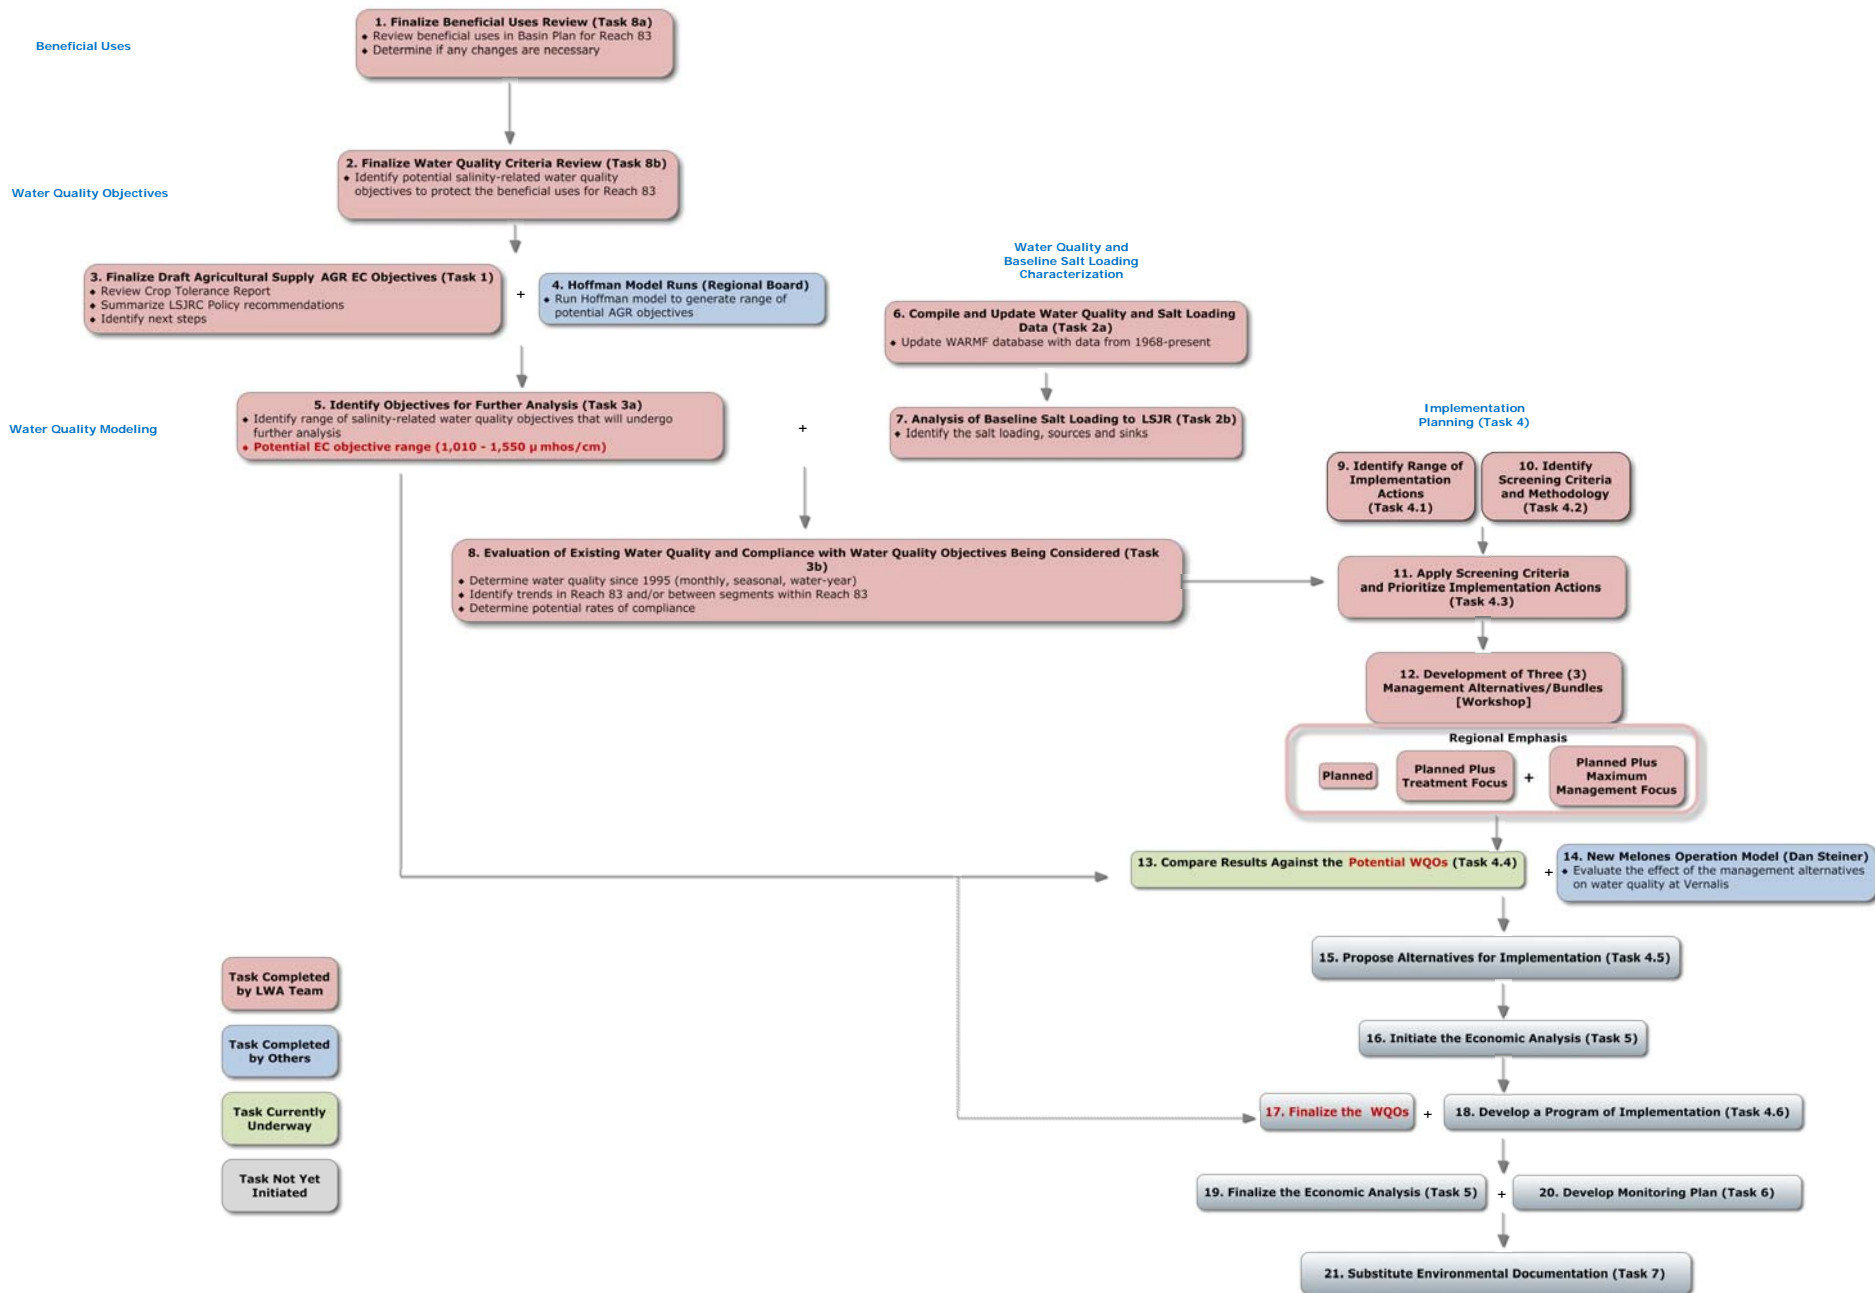 Beneficial Uses
1. Finalize Beneficial Uses Review (Task 8a)
◆ Review beneficial uses in Basin Plan for Reach 83
◆ Determine if any changes are necessary
Water Quality Objectives
2. Finalize Water Quality Criteria Review (Task 8b)
◆ Identify potential salinity-related water quality
objectives to protect the beneficial uses for Reach 83
3. Finalize Draft Agricultural Supply AGR EC Objectives (Task 1)
◆ Review Crop Tolerance Report
◆ Summarize LSJRC Policy recommendations
◆ Identify next steps
+
4. Hoffman Model Runs (Regional Board)
◆ Run Hoffman model to generate range of
potential AGR objectives
Water Quality and
Baseline Salt Loading
Characterization
6. Compile and Update Water Quality and Salt Loading
Data (Task 2a)
◆ Update WARMF database with data from 1968-present
Water Quality Modeling
5. Identify Objectives for Further Analysis (Task 3a)
◆ Identify range of salinity-related water quality objectives that will undergo
further analysis
◆ Potential EC objective range (1,010 - 1,550 µ mhos/cm)
+
7. Analysis of Baseline Salt Loading to LSJR (Task 2b)
◆ Identify the salt loading, sources and sinks
8. Evaluation of Existing Water Quality and Compliance with Water Quality Objectives Being Considered (Task
3b)
◆ Determine water quality since 1995 (monthly, seasonal, water-year)
◆ Identify trends in Reach 83 and/or between segments within Reach 83
◆ Determine potential rates of compliance
Implementation
Planning (Task 4)
9. Identify Range of
Implementation
Actions
(Task 4.1)
10. Identify
Screening Criteria
and Methodology
(Task 4.2)
11. Apply Screening Criteria
and Prioritize Implementation Actions
(Task 4.3)
12. Development of Three (3)
Management Alternatives/Bundles
[Workshop]
Regional Emphasis
Planned
Planned Plus
Treatment Focus
+
Planned Plus
Maximum
Management Focus
13. Compare Results Against the Potential WQOs (Task 4.4)
+
14. New Melones Operation Model (Dan Steiner)
◆ Evaluate the effect of the management alternatives
on water quality at Vernalis
15. Propose Alternatives for Implementation (Task 4.5)
16. Initiate the Economic Analysis (Task 5)
17. Finalize the WQOs
+
18. Develop a Program of Implementation (Task 4.6)
19. Finalize the Economic Analysis (Task 5)
+
20. Develop Monitoring Plan (Task 6)
21. Substitute Environmental Documentation (Task 7)
Task Completed
by LWA Team
Task Completed
by Others
Task Currently
Underway
Task Not Yet
Initiated